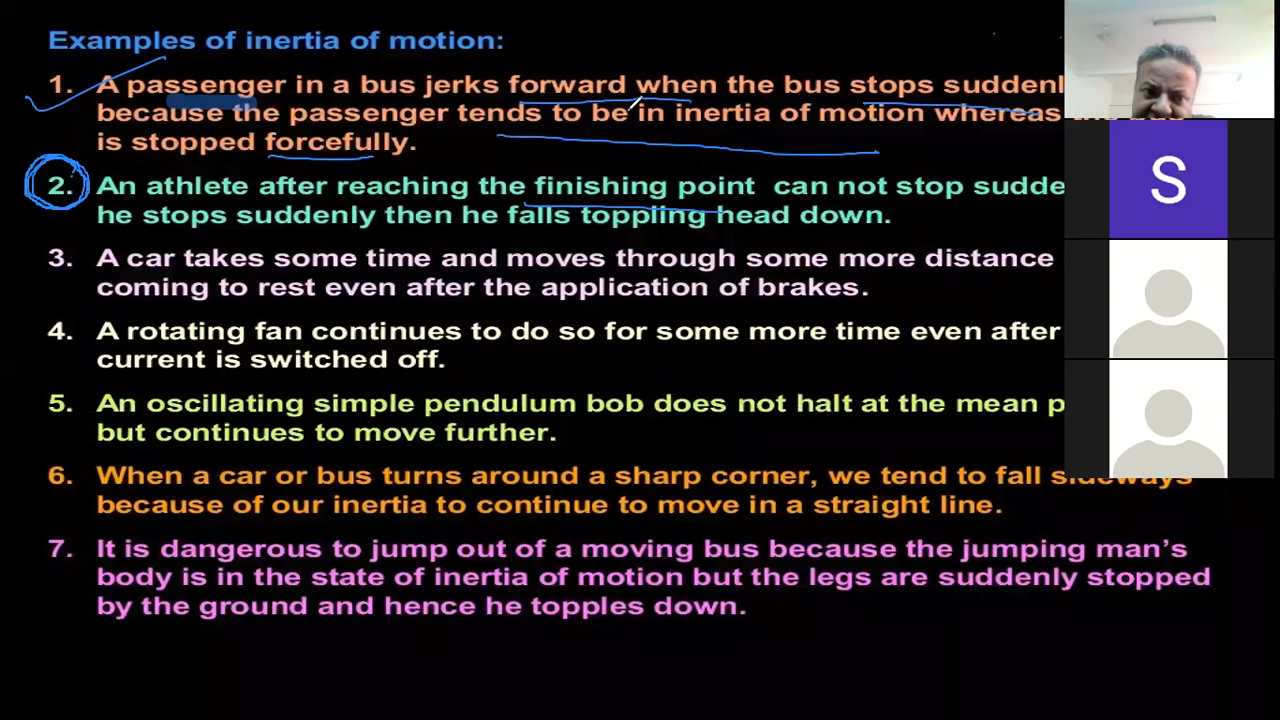 Examples of inertia of motion:
1. A passenger in a bus jerks forward when the bus stops
because the passenger tends to be in inertia of motion whereas
is stopped forcefully.
2. An athlete after reaching the finishing point can not stop
he stops suddenly then he falls toppling head down.
3. A car takes some time and moves through some more distance
coming to rest even after the application of brakes.
4. A rotating fan continues to do so for some more time even after
current is switched off.
5. An oscillating simple pendulum bob does not halt at the mean
but continues to move further.
6. When a car or bus turns around a sharp corner, we tend to fall sideways
because of our inertia to continue to move in a straight line.
7. It is dangerous to jump out of a moving bus because the jumping man's
body is in the state of inertia of motion but the legs are suddenly stopped
by the ground and hence he topples down.
S